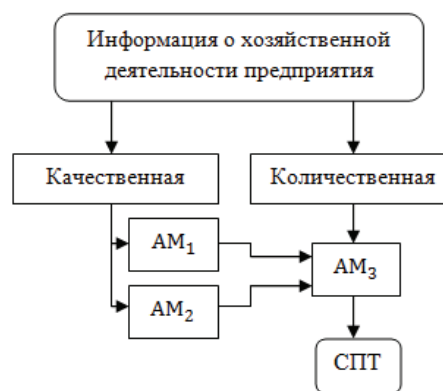 Информация о хозяйственной
деятельности предприятия
Качественная
Количественная
АМ₁
АМ₂
АМ₃
СПТ